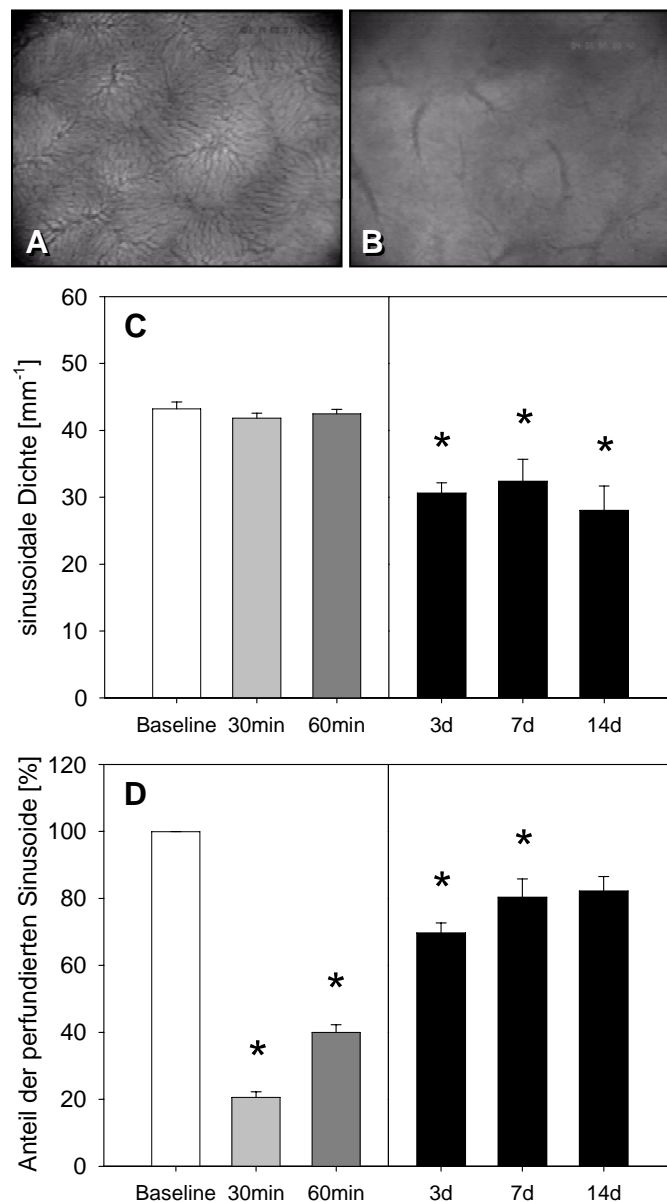 A
B
C
sinusoidale Dichte [mm⁻¹]
60
50
40
30
20
10
0
* * *
Baseline 30min 60min 3d 7d 14d
D
Anteil der perfundierten Sinusoide [%]
120
100
80
60
40
20
0
* * * *
Baseline 30min 60min 3d 7d 14d